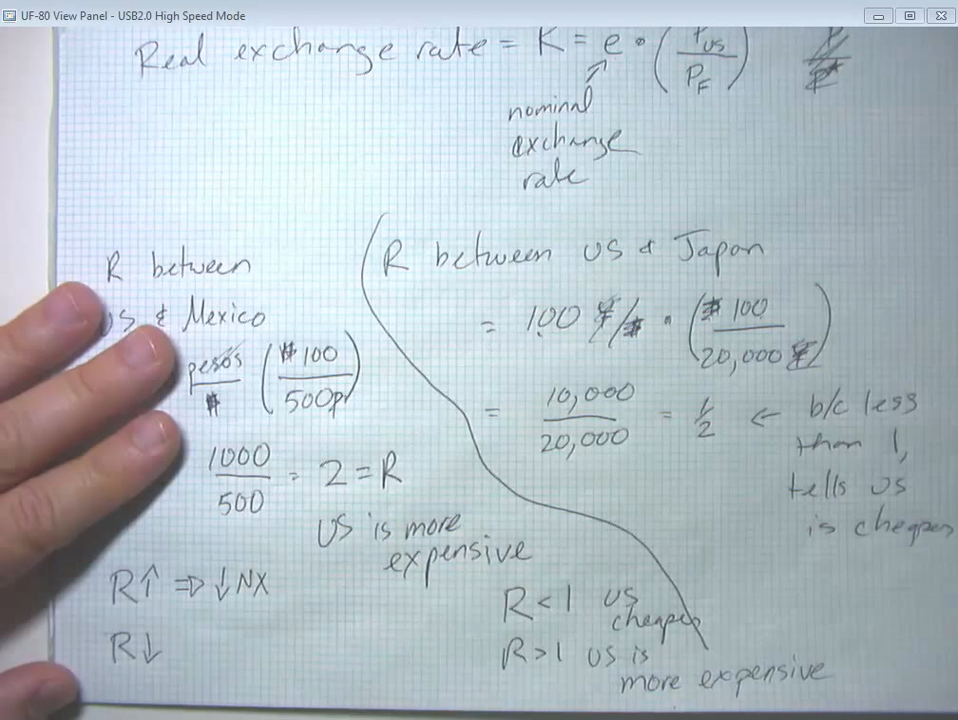 UF-80 View Panel - USB2.0 High Speed Mode
Real exchange rate = R = e • (P_US / P_F)
nominal
exchange
rate
R between
US & Mexico
pesos/$ ($100 / 500p)
1000/500 = 2 = R
US is more
expensive
R↑ ⇒ ↓NX
R↓
R between US & Japan
= 100 ¥/$ • ($100 / 20,000 ¥)
= 10,000/20,000 = 1/2 ← b/c less
than 1,
tells us
is cheaper
R < 1 US
cheaper
R > 1 US is
more expensive